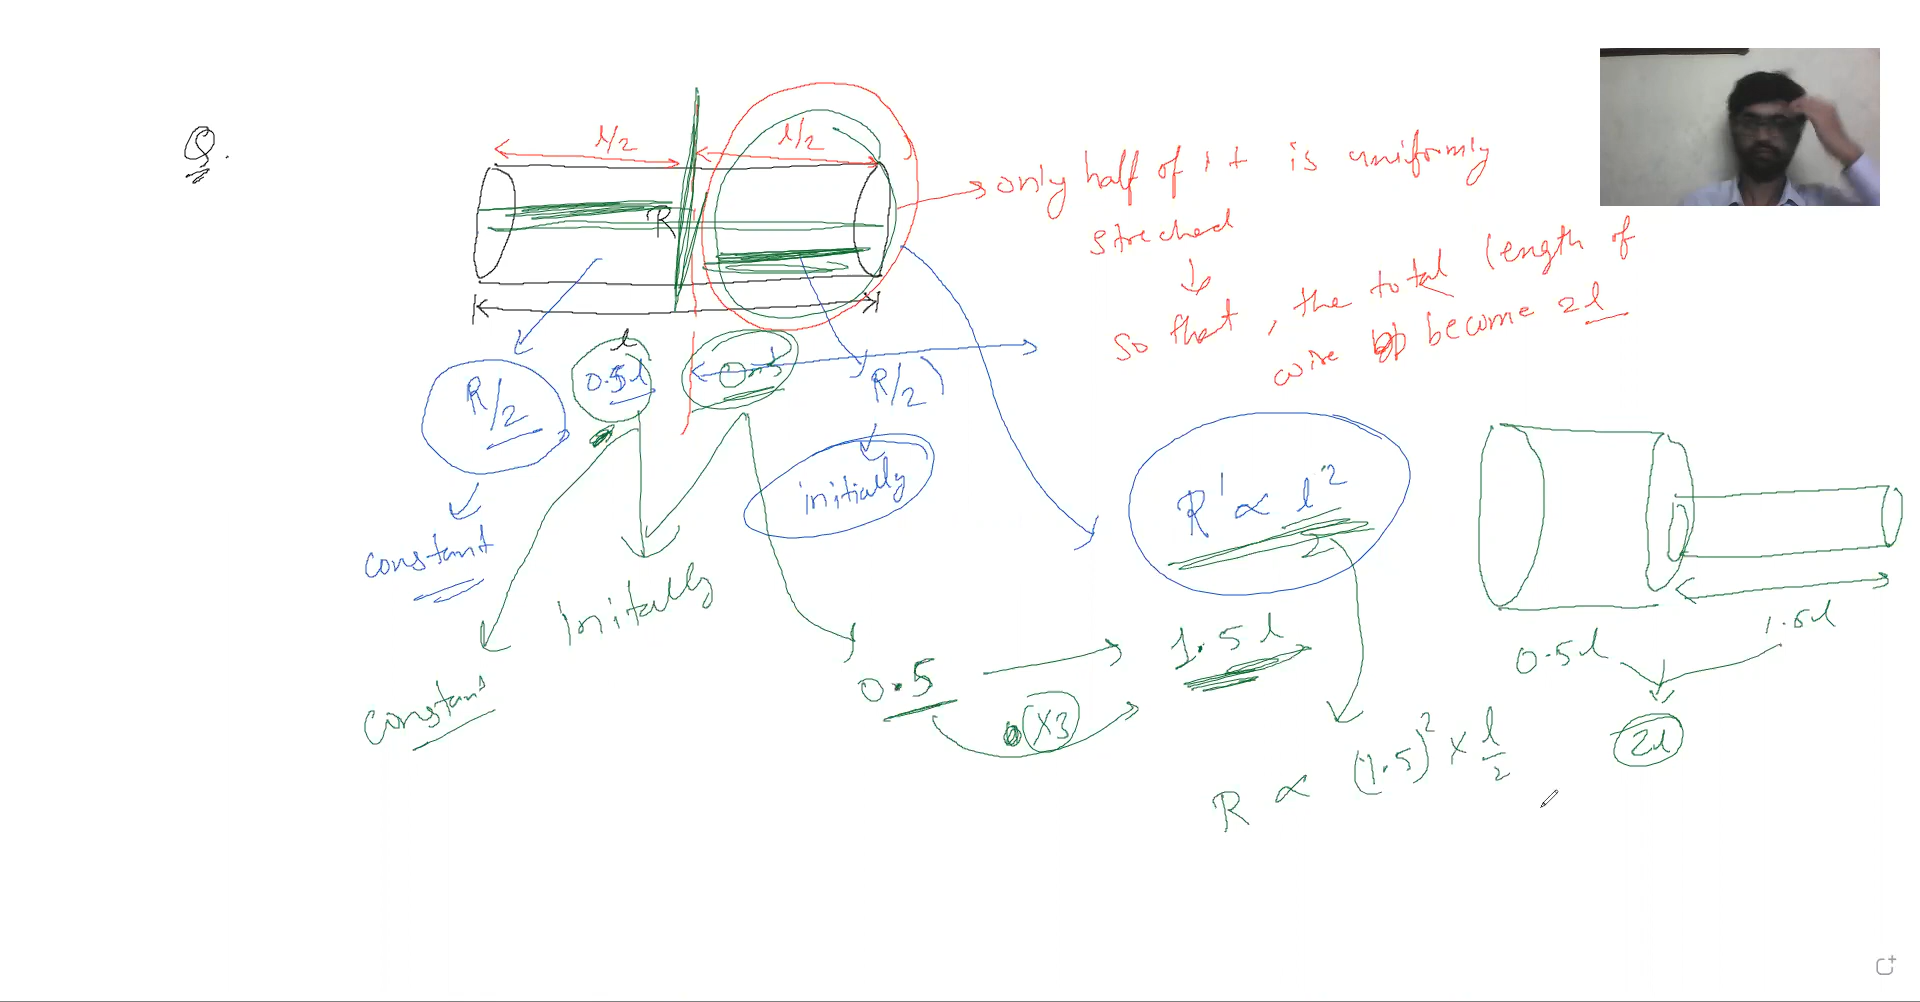 Q.
l/2
l/2
R
only half of it is uniformly
streched
so that, the total length of
wire become 2l
l
R/2
0.5l
R/2
constant
initially
R' ∝ l²
initially
constant
0.5
×3
1.5l
0.5l
1.5l
2l
R ∝ (1.5)² × l/2